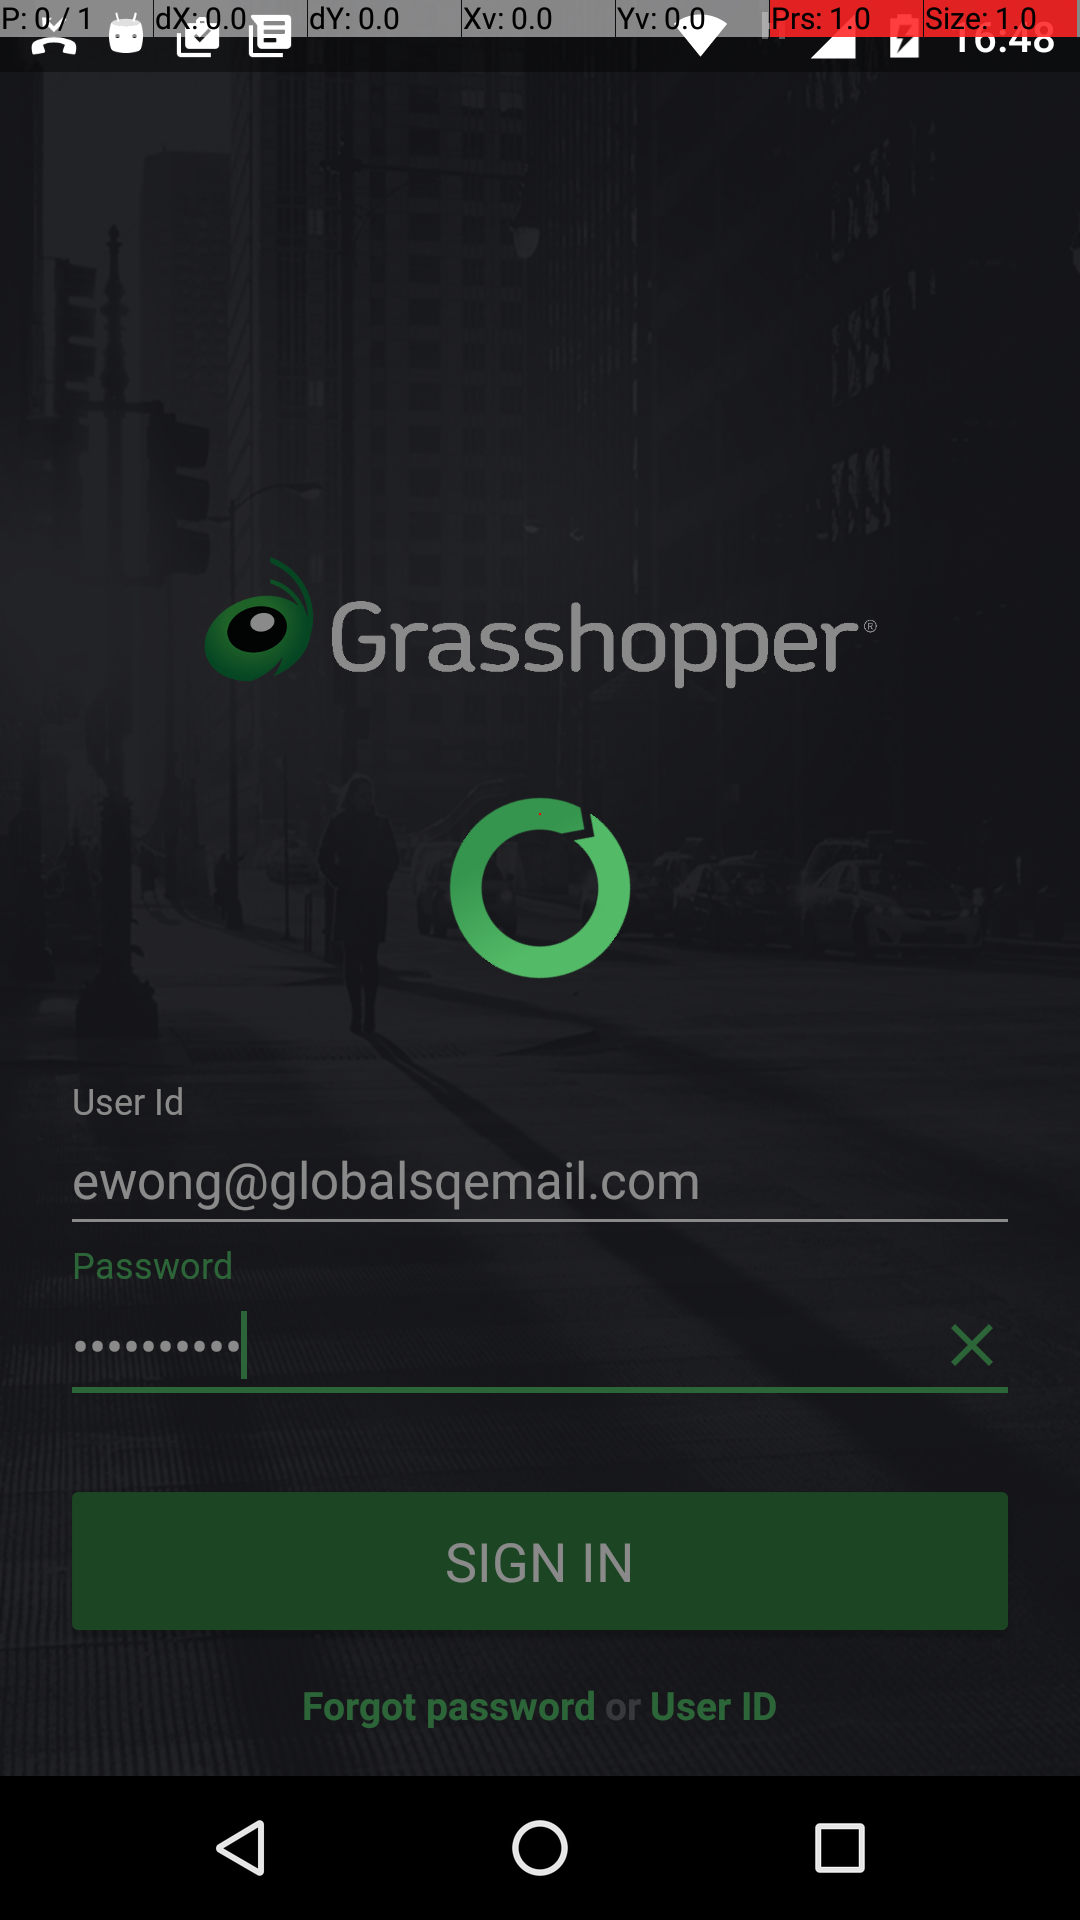 P: 0 / 1 dX: 0.0 dY: 0.0 Xv: 0.0 Yv: 0.0 Prs: 1.0 Size: 1.0
16:48
Grasshopper®
User Id
ewong@globalsqemail.com
Password
••••••••••
SIGN IN
Forgot password or User ID